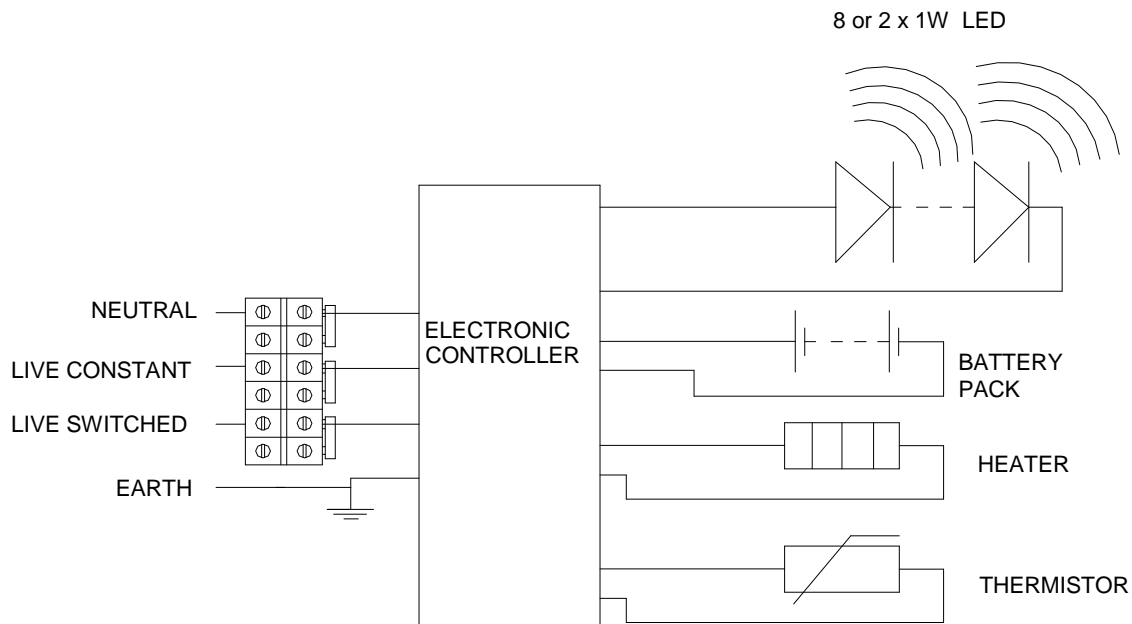 8 or 2 x 1W LED
NEUTRAL
LIVE CONSTANT
LIVE SWITCHED
EARTH
ELECTRONIC
CONTROLLER
BATTERY
PACK
HEATER
THERMISTOR